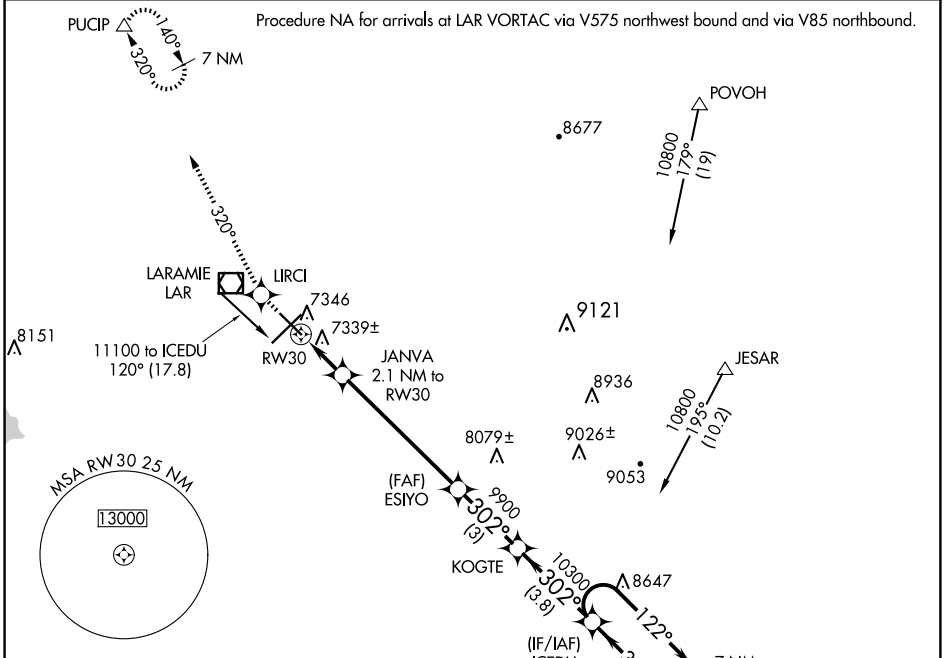 Procedure NA for arrivals at LAR VORTAC via V575 northwest bound and via V85 northbound.
PUCIP
140°
320°
7 NM
POVOH
8677
10800
179°
(19)
320°
LARAMIE
LAR
LIRCI
7346
7339±
9121
8151
11100 to ICEDU
120° (17.8)
RW30
JANVA
2.1 NM to
RW30
JESAR
8936
10800
195°
(10.2)
8079±
9026±
9053
MSA RW30 25 NM
13000
(FAF)
ESIYO
9900
302°
(3)
KOGTE
10300
302°
(3.8)
8647
122°
(IF/IAF)